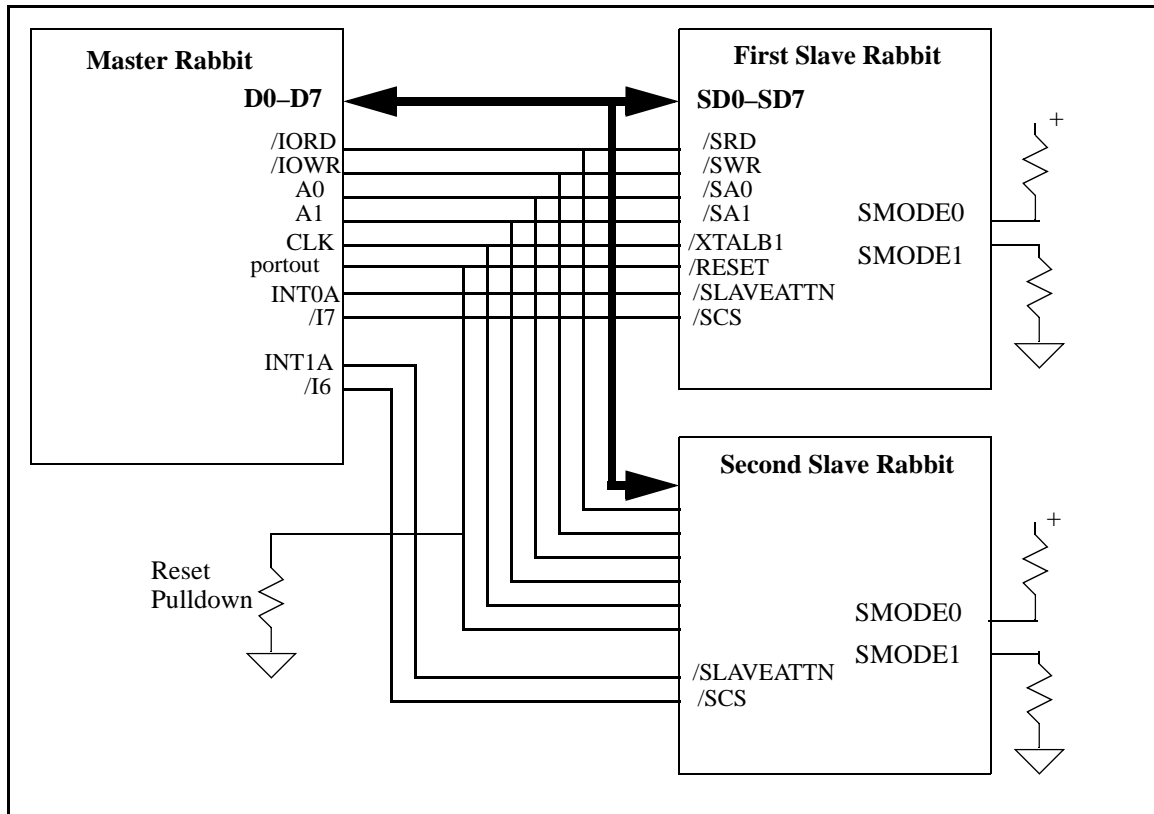 Master Rabbit
D0–D7
/IORD
/IOWR
A0
A1
CLK
portout
INT0A
/I7
INT1A
/I6
First Slave Rabbit
SD0–SD7
/SRD
/SWR
/SA0
/SA1
/XTALB1
/RESET
/SLAVEATTN
/SCS
SMODE0
SMODE1
+
Second Slave Rabbit
/SLAVEATTN
/SCS
SMODE0
SMODE1
+
Reset
Pulldown